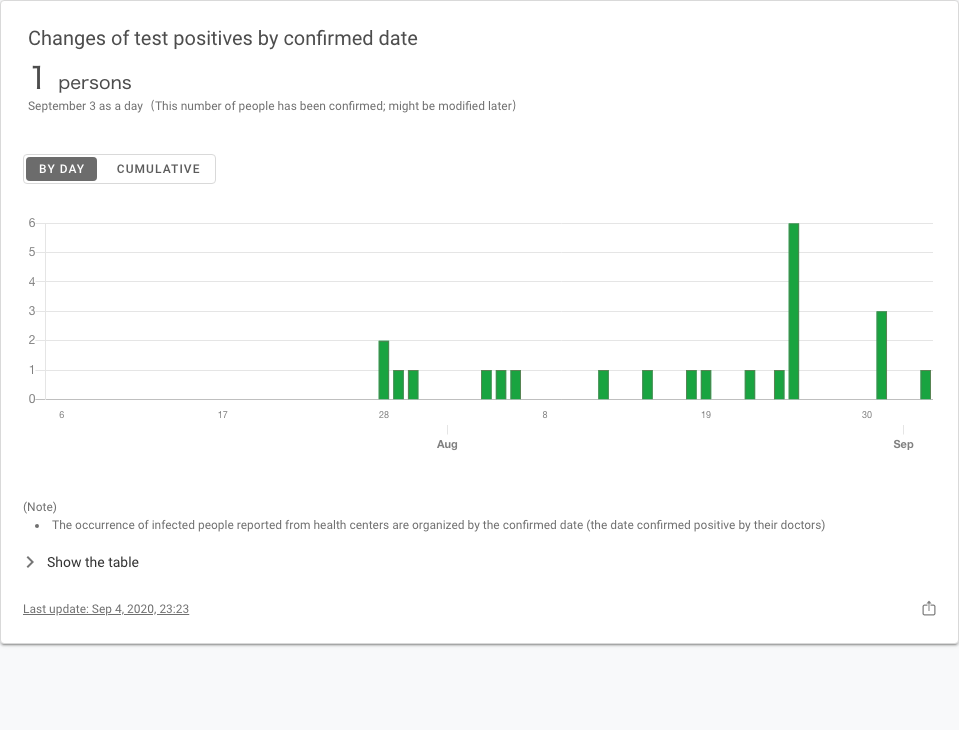 Changes of test positives by confirmed date
1 persons
September 3 as a day（This number of people has been confirmed; might be modified later）
BY DAY CUMULATIVE
6
5
4
3
2
1
0
6 17 28 8 19 30
Aug Sep
(Note)
• The occurrence of infected people reported from health centers are organized by the confirmed date (the date confirmed positive by their doctors)
Show the table
Last update: Sep 4, 2020, 23:23